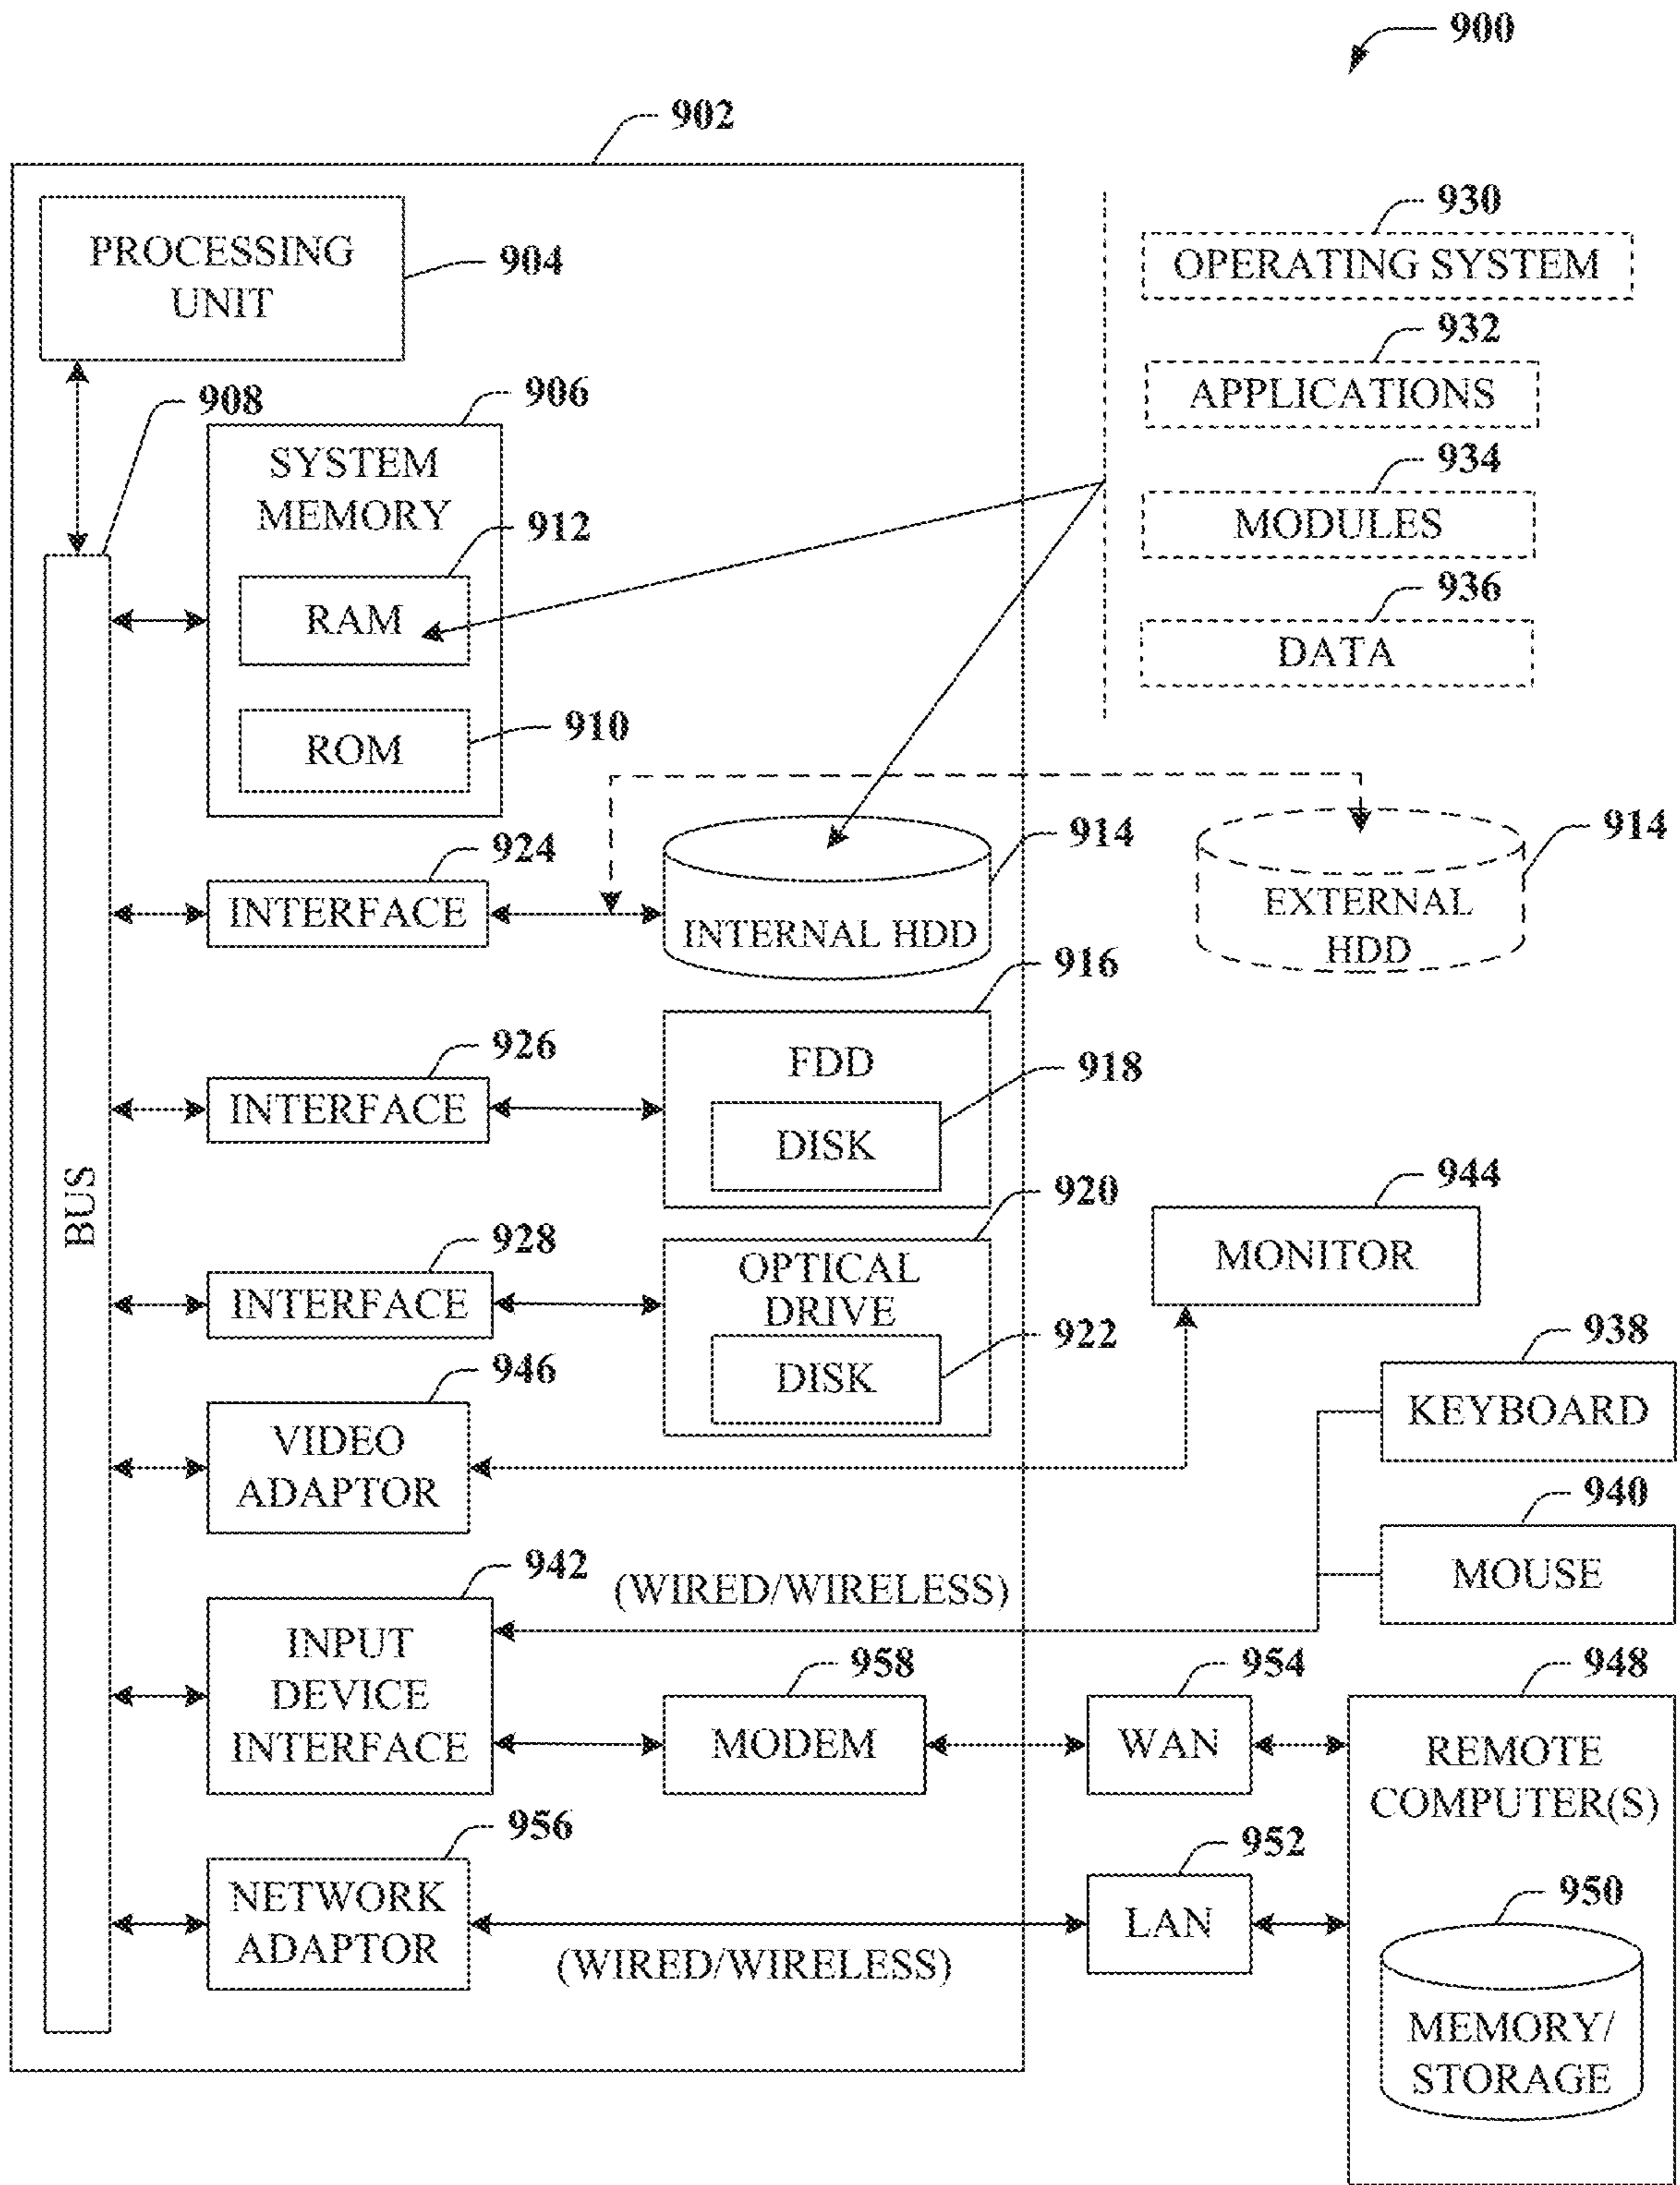 900
902
PROCESSING
UNIT
904
930
OPERATING SYSTEM
932
APPLICATIONS
934
MODULES
936
DATA
908
906
SYSTEM
MEMORY
912
RAM
910
ROM
924
INTERFACE
914
INTERNAL HDD
914
EXTERNAL
HDD
926
INTERFACE
916
FDD
918
DISK
BUS
928
INTERFACE
920
OPTICAL
DRIVE
922
DISK
944
MONITOR
946
VIDEO
ADAPTOR
938
KEYBOARD
940
MOUSE
942
INPUT
DEVICE
INTERFACE
(WIRED/WIRELESS)
958
MODEM
954
WAN
948
REMOTE
COMPUTER(S)
956
NETWORK
ADAPTOR
(WIRED/WIRELESS)
952
LAN
950
MEMORY/
STORAGE